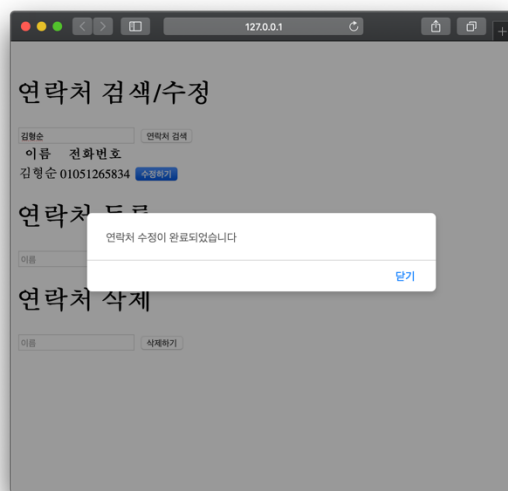 127.0.0.1
연락처 검색/수정
김형순 연락처 검색
이름 전화번호
김형순 01051265834 수정하기
연락처 등록
이름
연락처 수정이 완료되었습니다
닫기
연락처 삭제
이름 삭제하기